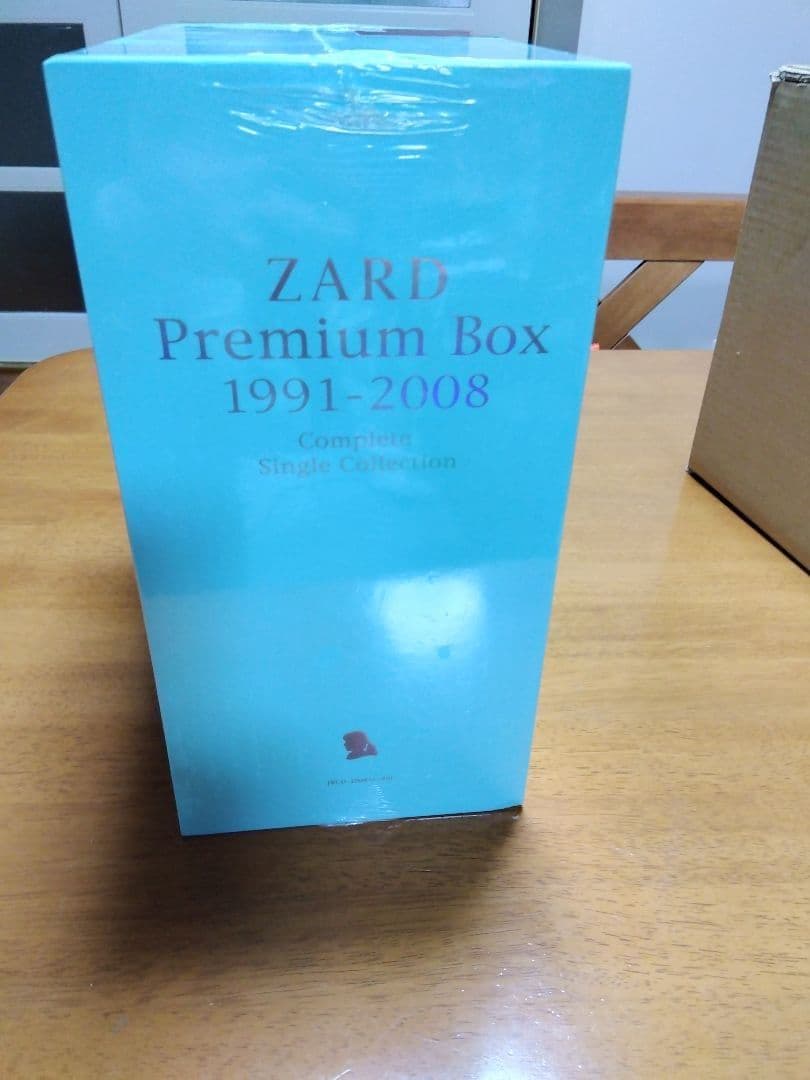 ZARD
Premium Box
1991-2008
Complete
Single Collection